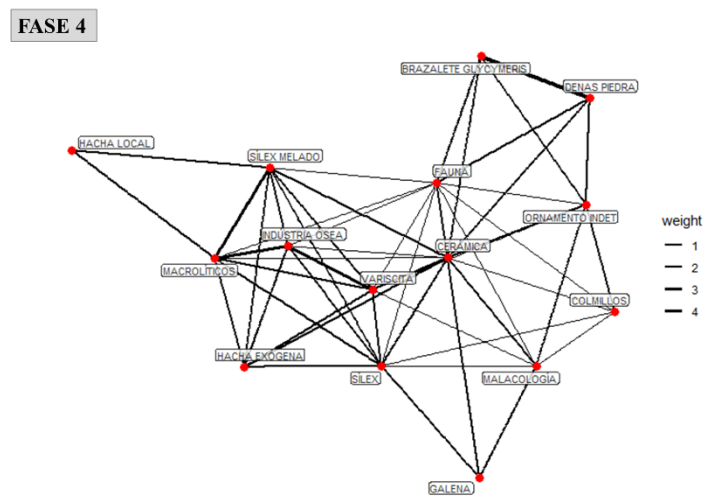 FASE 4
BRAZALETE GLYCYMERIS
DENAS PIEDRA
HACHA LOCAL
SÍLEX MELADO
FAUNA
ORNAMENTO INDET
INDUSTRIA ÓSEA
CERÁMICA
MACROLÍTICOS
VARISCITA
COLMILLOS
HACHA EXÓGENA
SÍLEX
MALACOLOGÍA
GALENA
weight
1
2
3
4